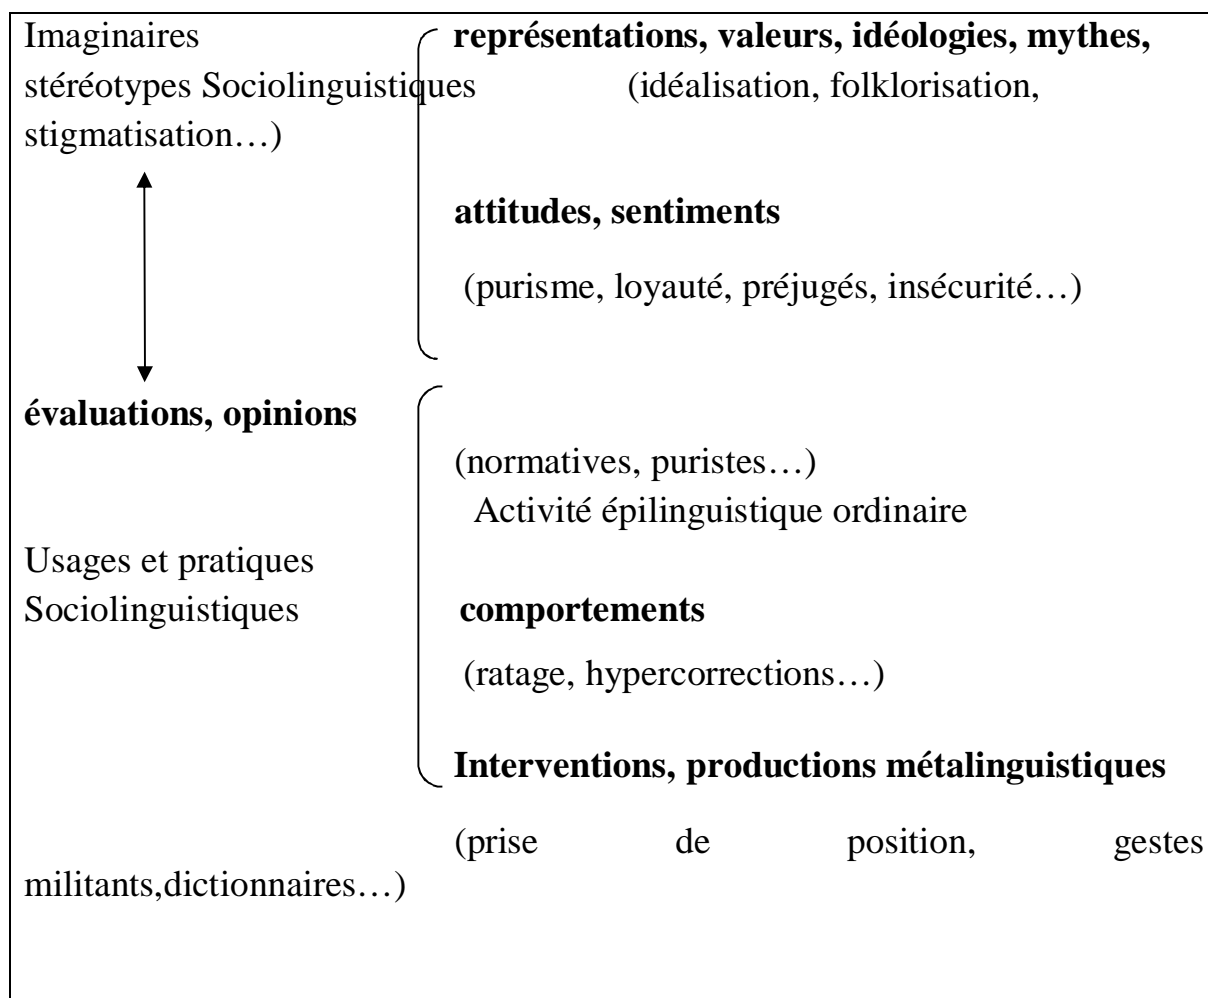 Imaginaires représentations, valeurs, idéologies, mythes,
stéréotypes Sociolinguistiques (idéalisation, folklorisation,
stigmatisation…)
attitudes, sentiments
(purisme, loyauté, préjugés, insécurité…)
évaluations, opinions
(normatives, puristes…)
Activité épilinguistique ordinaire
Usages et pratiques
Sociolinguistiques comportements
(ratage, hypercorrections…)
Interventions, productions métalinguistiques
(prise de position, gestes
militants,dictionnaires…)